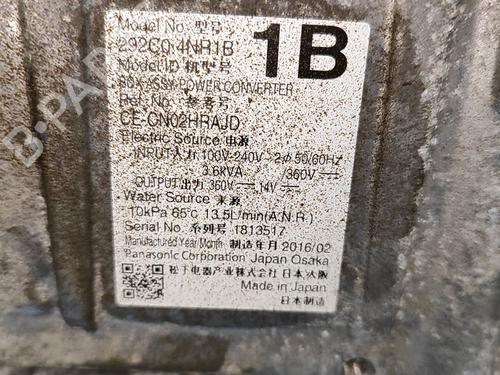 Model No. 型号
292C0 4NR1B
1B
Model ID 机型号
BOX ASSY-POWER CONVERTER
Ref. No. 参考号
CE-CN02HRAJD
Electric Source 电源
INPUT 入力 : 100V-240V~2ϕ 50/60Hz
3.6kVA /360V⎓
OUTPUT 出力 : 360V⎓ 14V⎓
Water Source 来源
10kPa 65℃ 13.5L/min(A.N.R.)
Serial No. 系列号 1813517
Manufactured Year/Month 制造年月 2016/02
Panasonic Corporation Japan Osaka
松下电器产业株式会社 日本大阪
Made in Japan
日本制造
B-PARTS